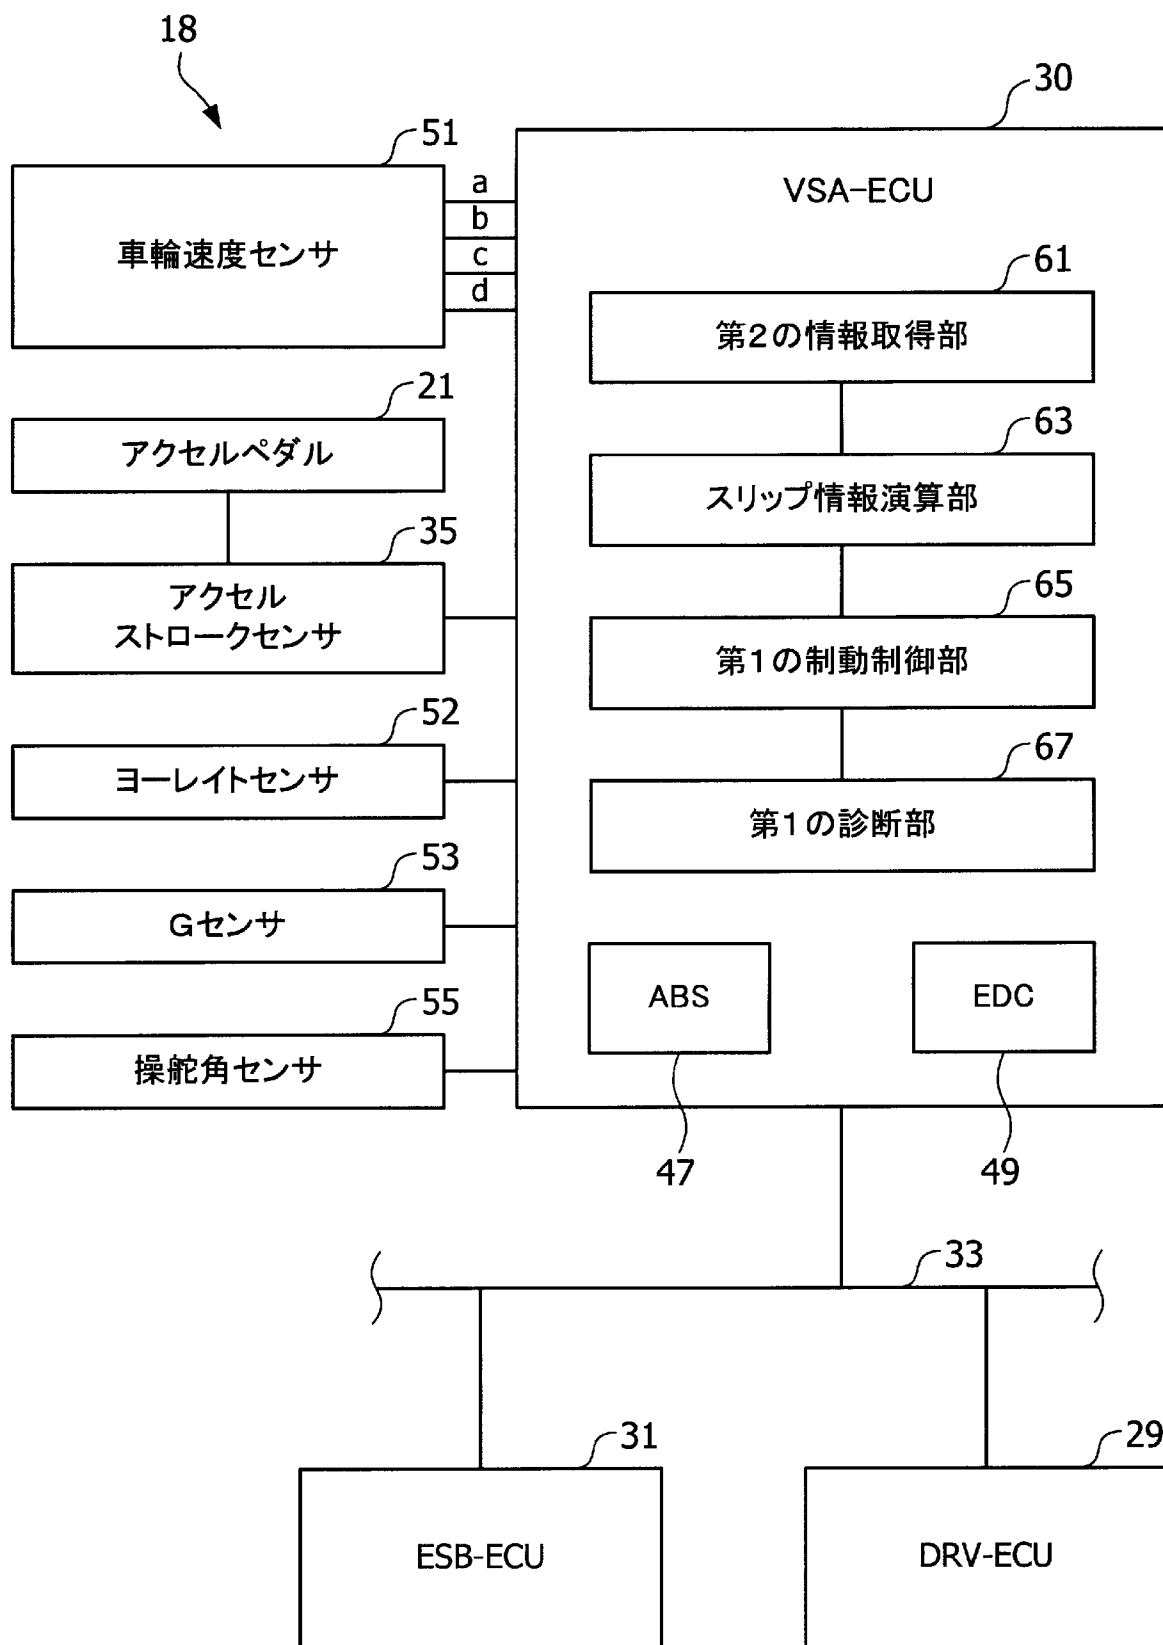 18
51
車輪速度センサ
a
b
c
d
21
アクセルペダル
35
アクセル
ストロークセンサ
52
ヨーレイトセンサ
53
Gセンサ
55
操舵角センサ
30
VSA-ECU
61
第2の情報取得部
63
スリップ情報演算部
65
第1の制動制御部
67
第1の診断部
ABS
EDC
47
49
33
31
ESB-ECU
29
DRV-ECU